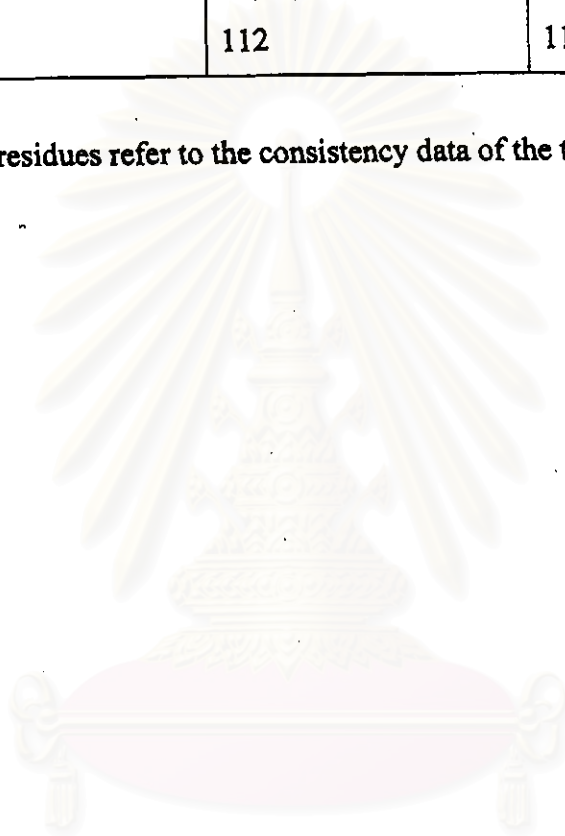 112
residues refer to the consistency data of the